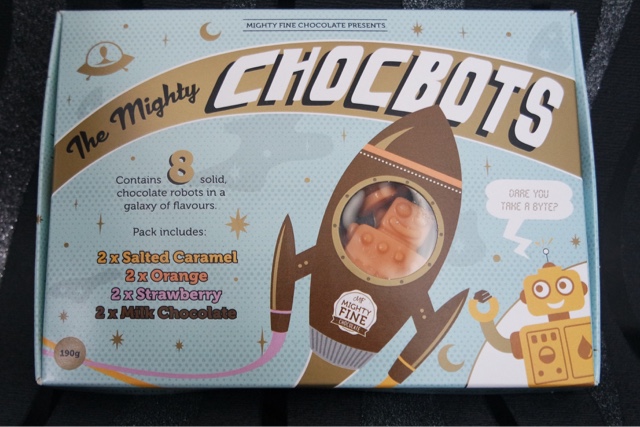 MIGHTY FINE CHOCOLATE PRESENTS
The Mighty CHOCBOTS
Contains 8 solid,
chocolate robots in a
galaxy of flavours.
Pack includes:
2 x Salted Caramel
2 x Orange
2 x Strawberry
2 x Milk Chocolate
190g
MIGHTY
FINE
CHOCOLATE
DARE YOU
TAKE A BYTE?